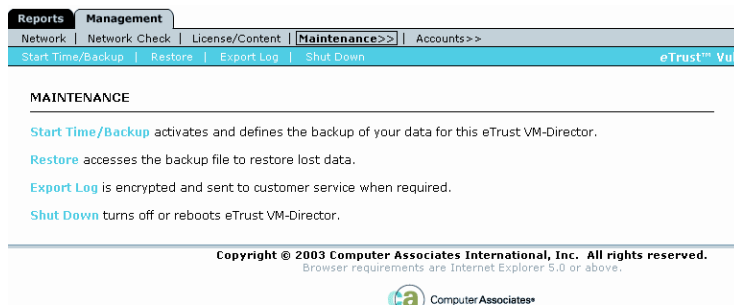 Reports Management
Network | Network Check | License/Content | Maintenance>> | Accounts>>
Start Time/Backup | Restore | Export Log | Shut Down eTrust™ Vul
MAINTENANCE
Start Time/Backup activates and defines the backup of your data for this eTrust VM-Director.
Restore accesses the backup file to restore lost data.
Export Log is encrypted and sent to customer service when required.
Shut Down turns off or reboots eTrust VM-Director.
Copyright © 2003 Computer Associates International, Inc. All rights reserved.
Browser requirements are Internet Explorer 5.0 or above.
ca Computer Associates®